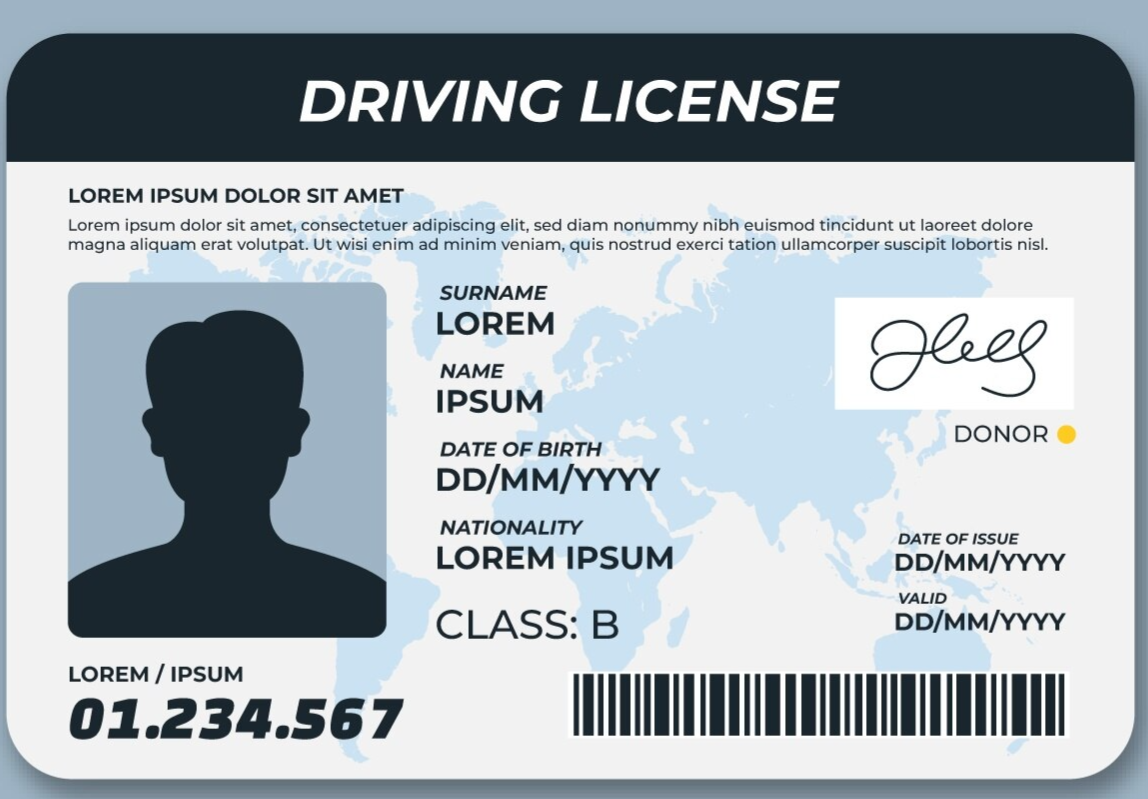 DRIVING LICENSE
LOREM IPSUM DOLOR SIT AMET
Lorem ipsum dolor sit amet, consectetuer adipiscing elit, sed diam nonummy nibh euismod tincidunt ut laoreet dolore
magna aliquam erat volutpat. Ut wisi enim ad minim veniam, quis nostrud exerci tation ullamcorper suscipit lobortis nisl.
SURNAME
LOREM
NAME
IPSUM
DATE OF BIRTH
DD/MM/YYYY
NATIONALITY
LOREM IPSUM
CLASS: B
DONOR
DATE OF ISSUE
DD/MM/YYYY
VALID
DD/MM/YYYY
LOREM / IPSUM
01.234.567